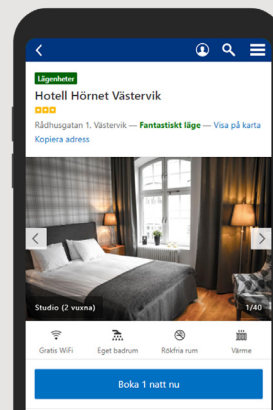 Lägenheter
Hotell Hörnet Västervik
Rådhusgatan 1, Västervik — Fantastiskt läge — Visa på karta
Kopiera adress
Studio (2 vuxna)
1/40
Gratis WiFi Eget badrum Rökfria rum Värme
Boka 1 natt nu